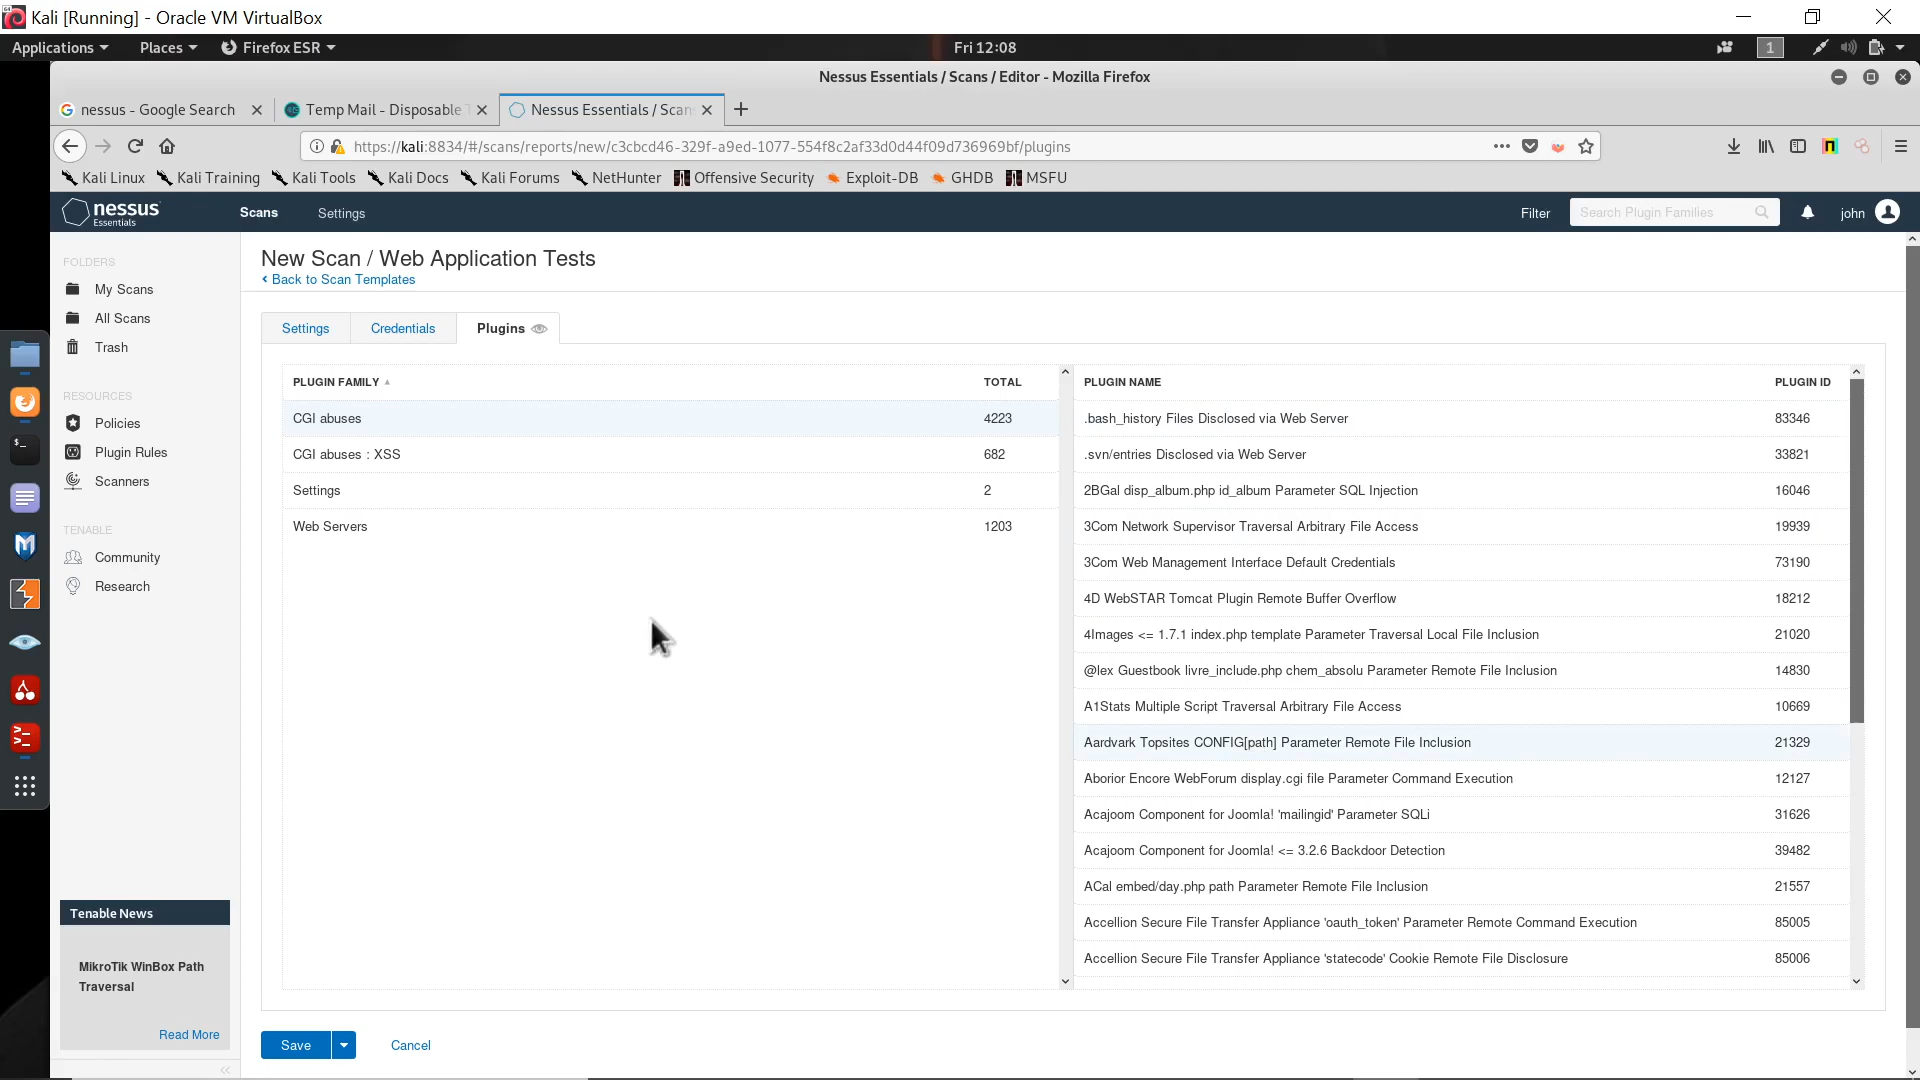 Kali [Running] - Oracle VM VirtualBox
Applications Places Firefox ESR Fri 12:08 1
Nessus Essentials / Scans / Editor - Mozilla Firefox
nessus - Google Search Temp Mail - Disposable Nessus Essentials / Scan
https://kali:8834/#/scans/reports/new/c3cbcd46-329f-a9ed-1077-554f8c2af33d0d44f09d736969bf/plugins
Kali Linux Kali Training Kali Tools Kali Docs Kali Forums NetHunter Offensive Security Exploit-DB GHDB MSFU
nessus Essentials Scans Settings Filter Search Plugin Families john
New Scan / Web Application Tests
Back to Scan Templates
FOLDERS
My Scans
All Scans
Trash
RESOURCES
Policies
Plugin Rules
Scanners
TENABLE
Community
Research
Tenable News
MikroTik WinBox Path
Traversal
Read More
Settings Credentials Plugins
PLUGIN FAMILY TOTAL
CGI abuses 4223
CGI abuses : XSS 682
Settings 2
Web Servers 1203
PLUGIN NAME PLUGIN ID
.bash_history Files Disclosed via Web Server 83346
.svn/entries Disclosed via Web Server 33821
2BGal disp_album.php id_album Parameter SQL Injection 16046
3Com Network Supervisor Traversal Arbitrary File Access 19939
3Com Web Management Interface Default Credentials 73190
4D WebSTAR Tomcat Plugin Remote Buffer Overflow 18212
4Images <= 1.7.1 index.php template Parameter Traversal Local File Inclusion 21020
@lex Guestbook livre_include.php chem_absolu Parameter Remote File Inclusion 14830
A1Stats Multiple Script Traversal Arbitrary File Access 10669
Aardvark Topsites CONFIG[path] Parameter Remote File Inclusion 21329
Aborior Encore WebForum display.cgi file Parameter Command Execution 12127
Acajoom Component for Joomla! 'mailingid' Parameter SQLi 31626
Acajoom Component for Joomla! <= 3.2.6 Backdoor Detection 39482
ACal embed/day.php path Parameter Remote File Inclusion 21557
Accellion Secure File Transfer Appliance 'oauth_token' Parameter Remote Command Execution 85005
Accellion Secure File Transfer Appliance 'statecode' Cookie Remote File Disclosure 85006
Save Cancel